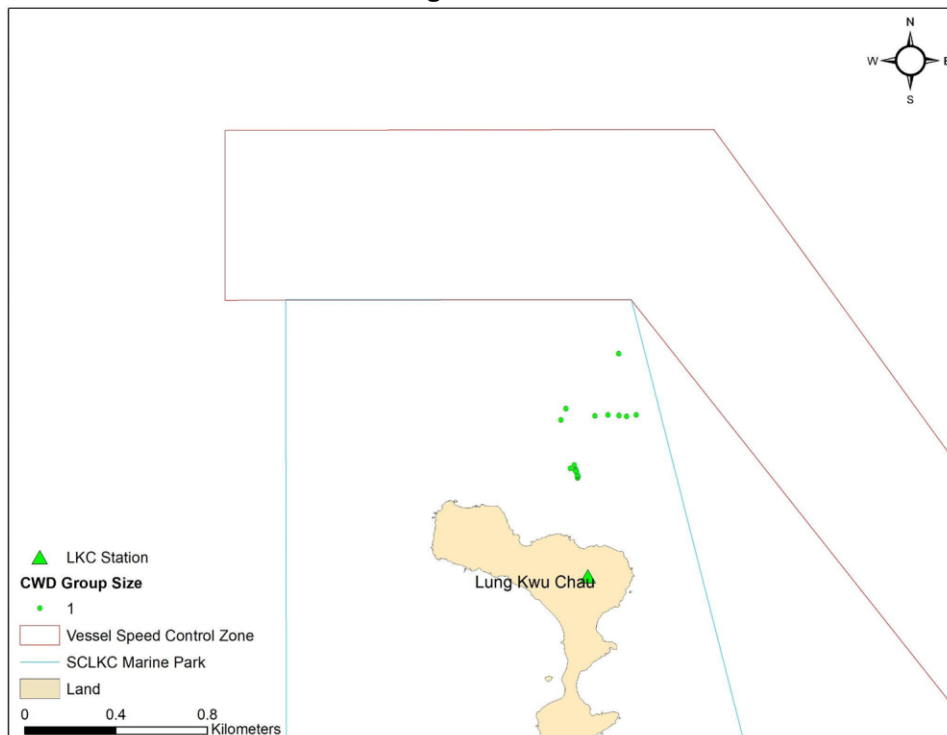 N
W E
S
Lung Kwu Chau
LKC Station
CWD Group Size
1
Vessel Speed Control Zone
SCLKC Marine Park
Land
0 0.4 0.8
Kilometers